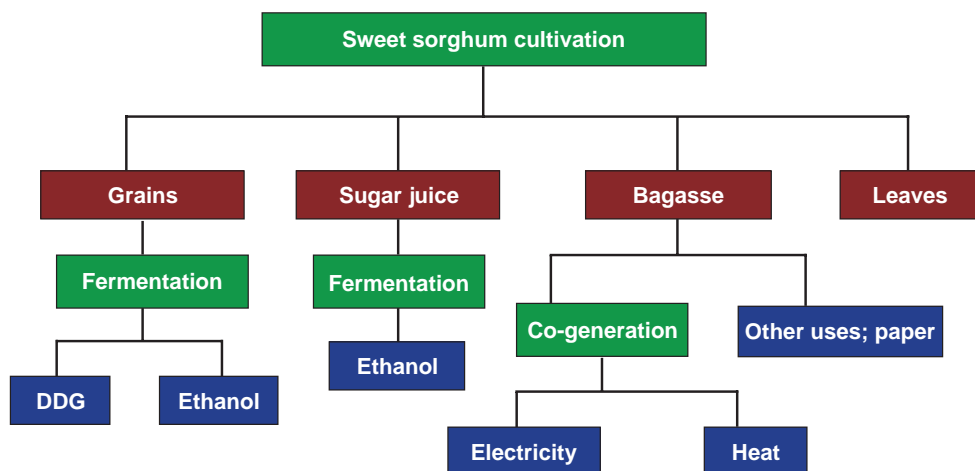 Sweet sorghum cultivation
Grains
Sugar juice
Bagasse
Leaves
Fermentation
Fermentation
Co-generation
Other uses; paper
DDG
Ethanol
Ethanol
Electricity
Heat